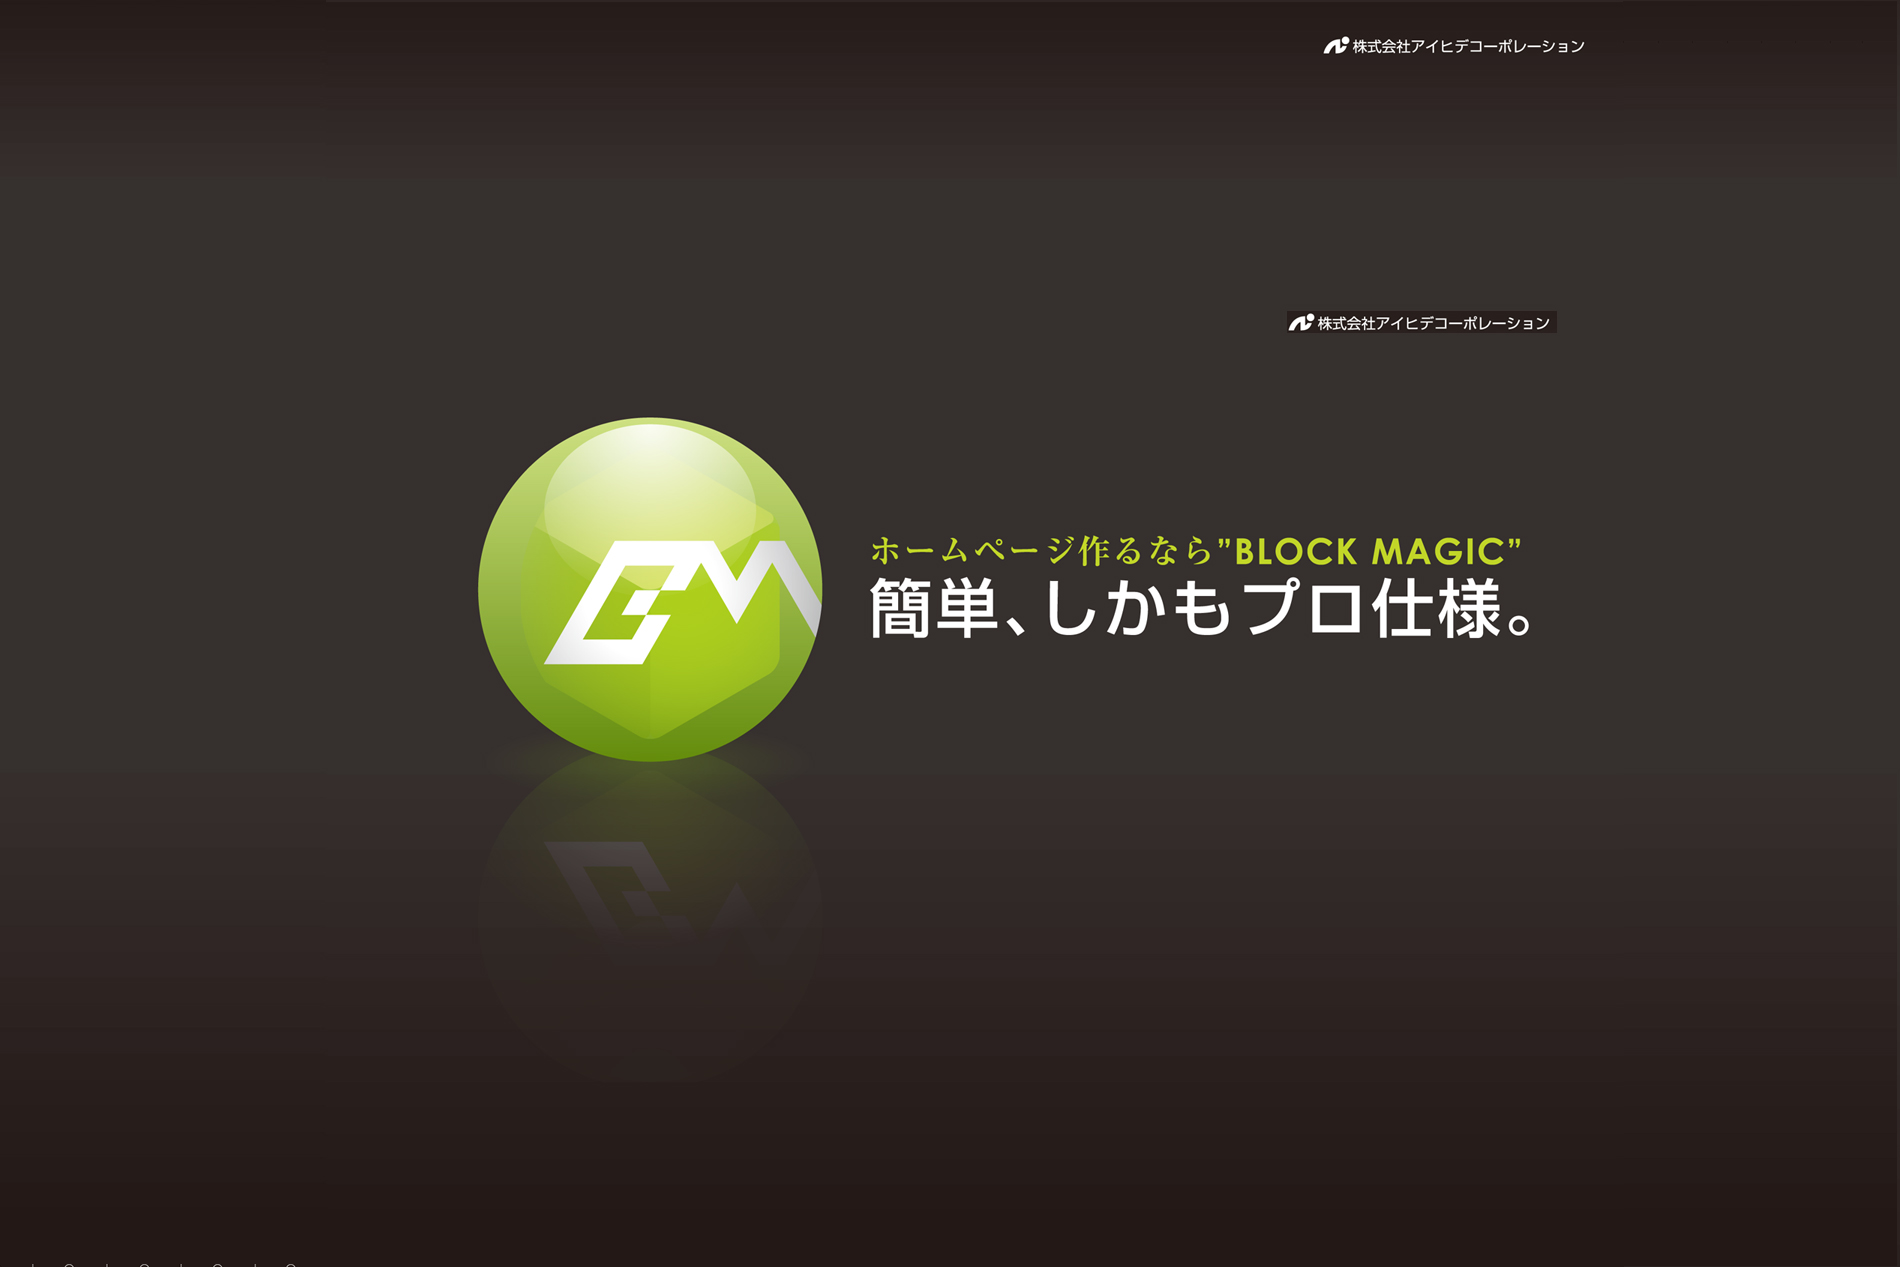 株式会社アイヒデコーポレーション
株式会社アイヒデコーポレーション
ホームページ作るなら”BLOCK MAGIC”
簡単、しかもプロ仕様。
BM